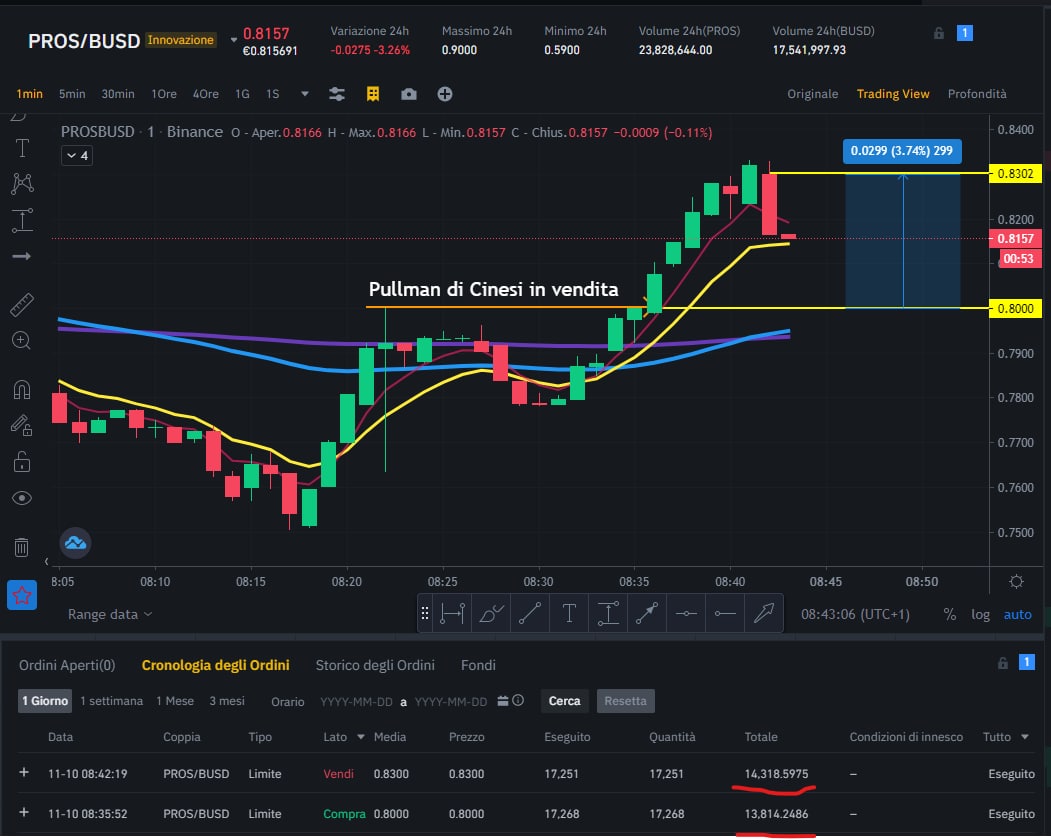 PROS/BUSD Innovazione 0.8157 €0.815691
Variazione 24h -0.0275 -3.26%
Massimo 24h 0.9000
Minimo 24h 0.5900
Volume 24h(PROS) 23,828,644.00
Volume 24h(BUSD) 17,541,997.93
1
1min 5min 30min 1Ore 4Ore 1G 1S
Originale Trading View Profondità
PROSBUSD · 1 · Binance O - Aper.0.8166 H - Max.0.8166 L - Min.0.8157 C - Chius.0.8157 −0.0009 (−0.11%)
4
0.0299 (3.74%) 299
Pullman di Cinesi in vendita
0.8400
0.8302
0.8200
0.8157
00:53
0.8000
0.7900
0.7800
0.7700
0.7600
0.7500
8:05 08:10 08:15 08:20 08:25 08:30 08:35 08:40 08:45 08:50
Range data
08:43:06 (UTC+1) % log auto
Ordini Aperti(0) Cronologia degli Ordini Storico degli Ordini Fondi 1
1 Giorno 1 settimana 1 Mese 3 mesi Orario YYYY-MM-DD a YYYY-MM-DD Cerca Resetta
Data Coppia Tipo Lato Media Prezzo Eseguito Quantità Totale Condizioni di innesco Tutto
+ 11-10 08:42:19 PROS/BUSD Limite Vendi 0.8300 0.8300 17,251 17,251 14,318.5975 – Eseguito
+ 11-10 08:35:52 PROS/BUSD Limite Compra 0.8000 0.8000 17,268 17,268 13,814.2486 – Eseguito